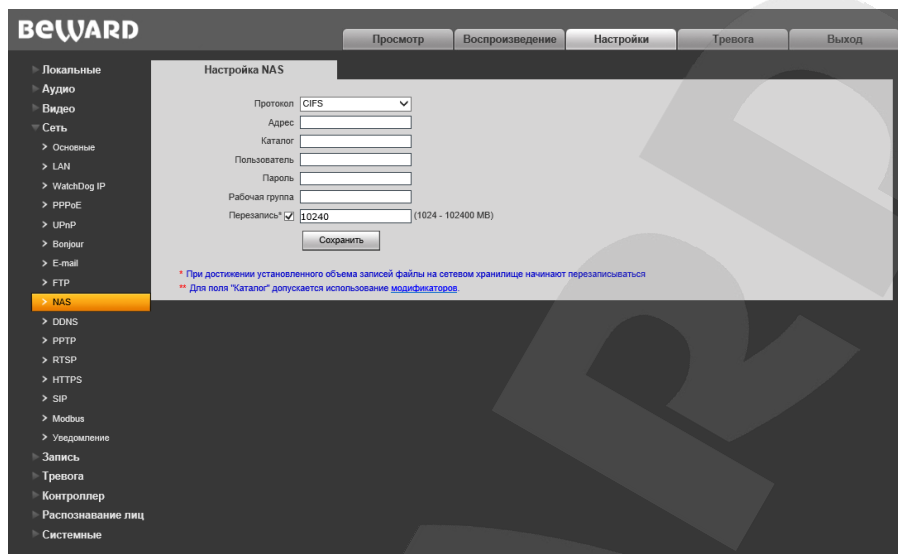 BEWARD
Просмотр
Воспроизведение
Настройки
Тревога
Выход
Локальные
Аудио
Видео
Сеть
Основные
LAN
WatchDog IP
PPPoE
UPnP
Bonjour
E-mail
FTP
NAS
DDNS
PPTP
RTSP
HTTPS
SIP
Modbus
Уведомление
Запись
Тревога
Контроллер
Распознавание лиц
Системные
Настройка NAS
Протокол CIFS
Адрес
Каталог
Пользователь
Пароль
Рабочая группа
Перезапись* 10240 (1024 - 102400 MB)
Сохранить
* При достижении установленного объема записей файлы на сетевом хранилище начинают перезаписываться
** Для поля "Каталог" допускается использование модификаторов.